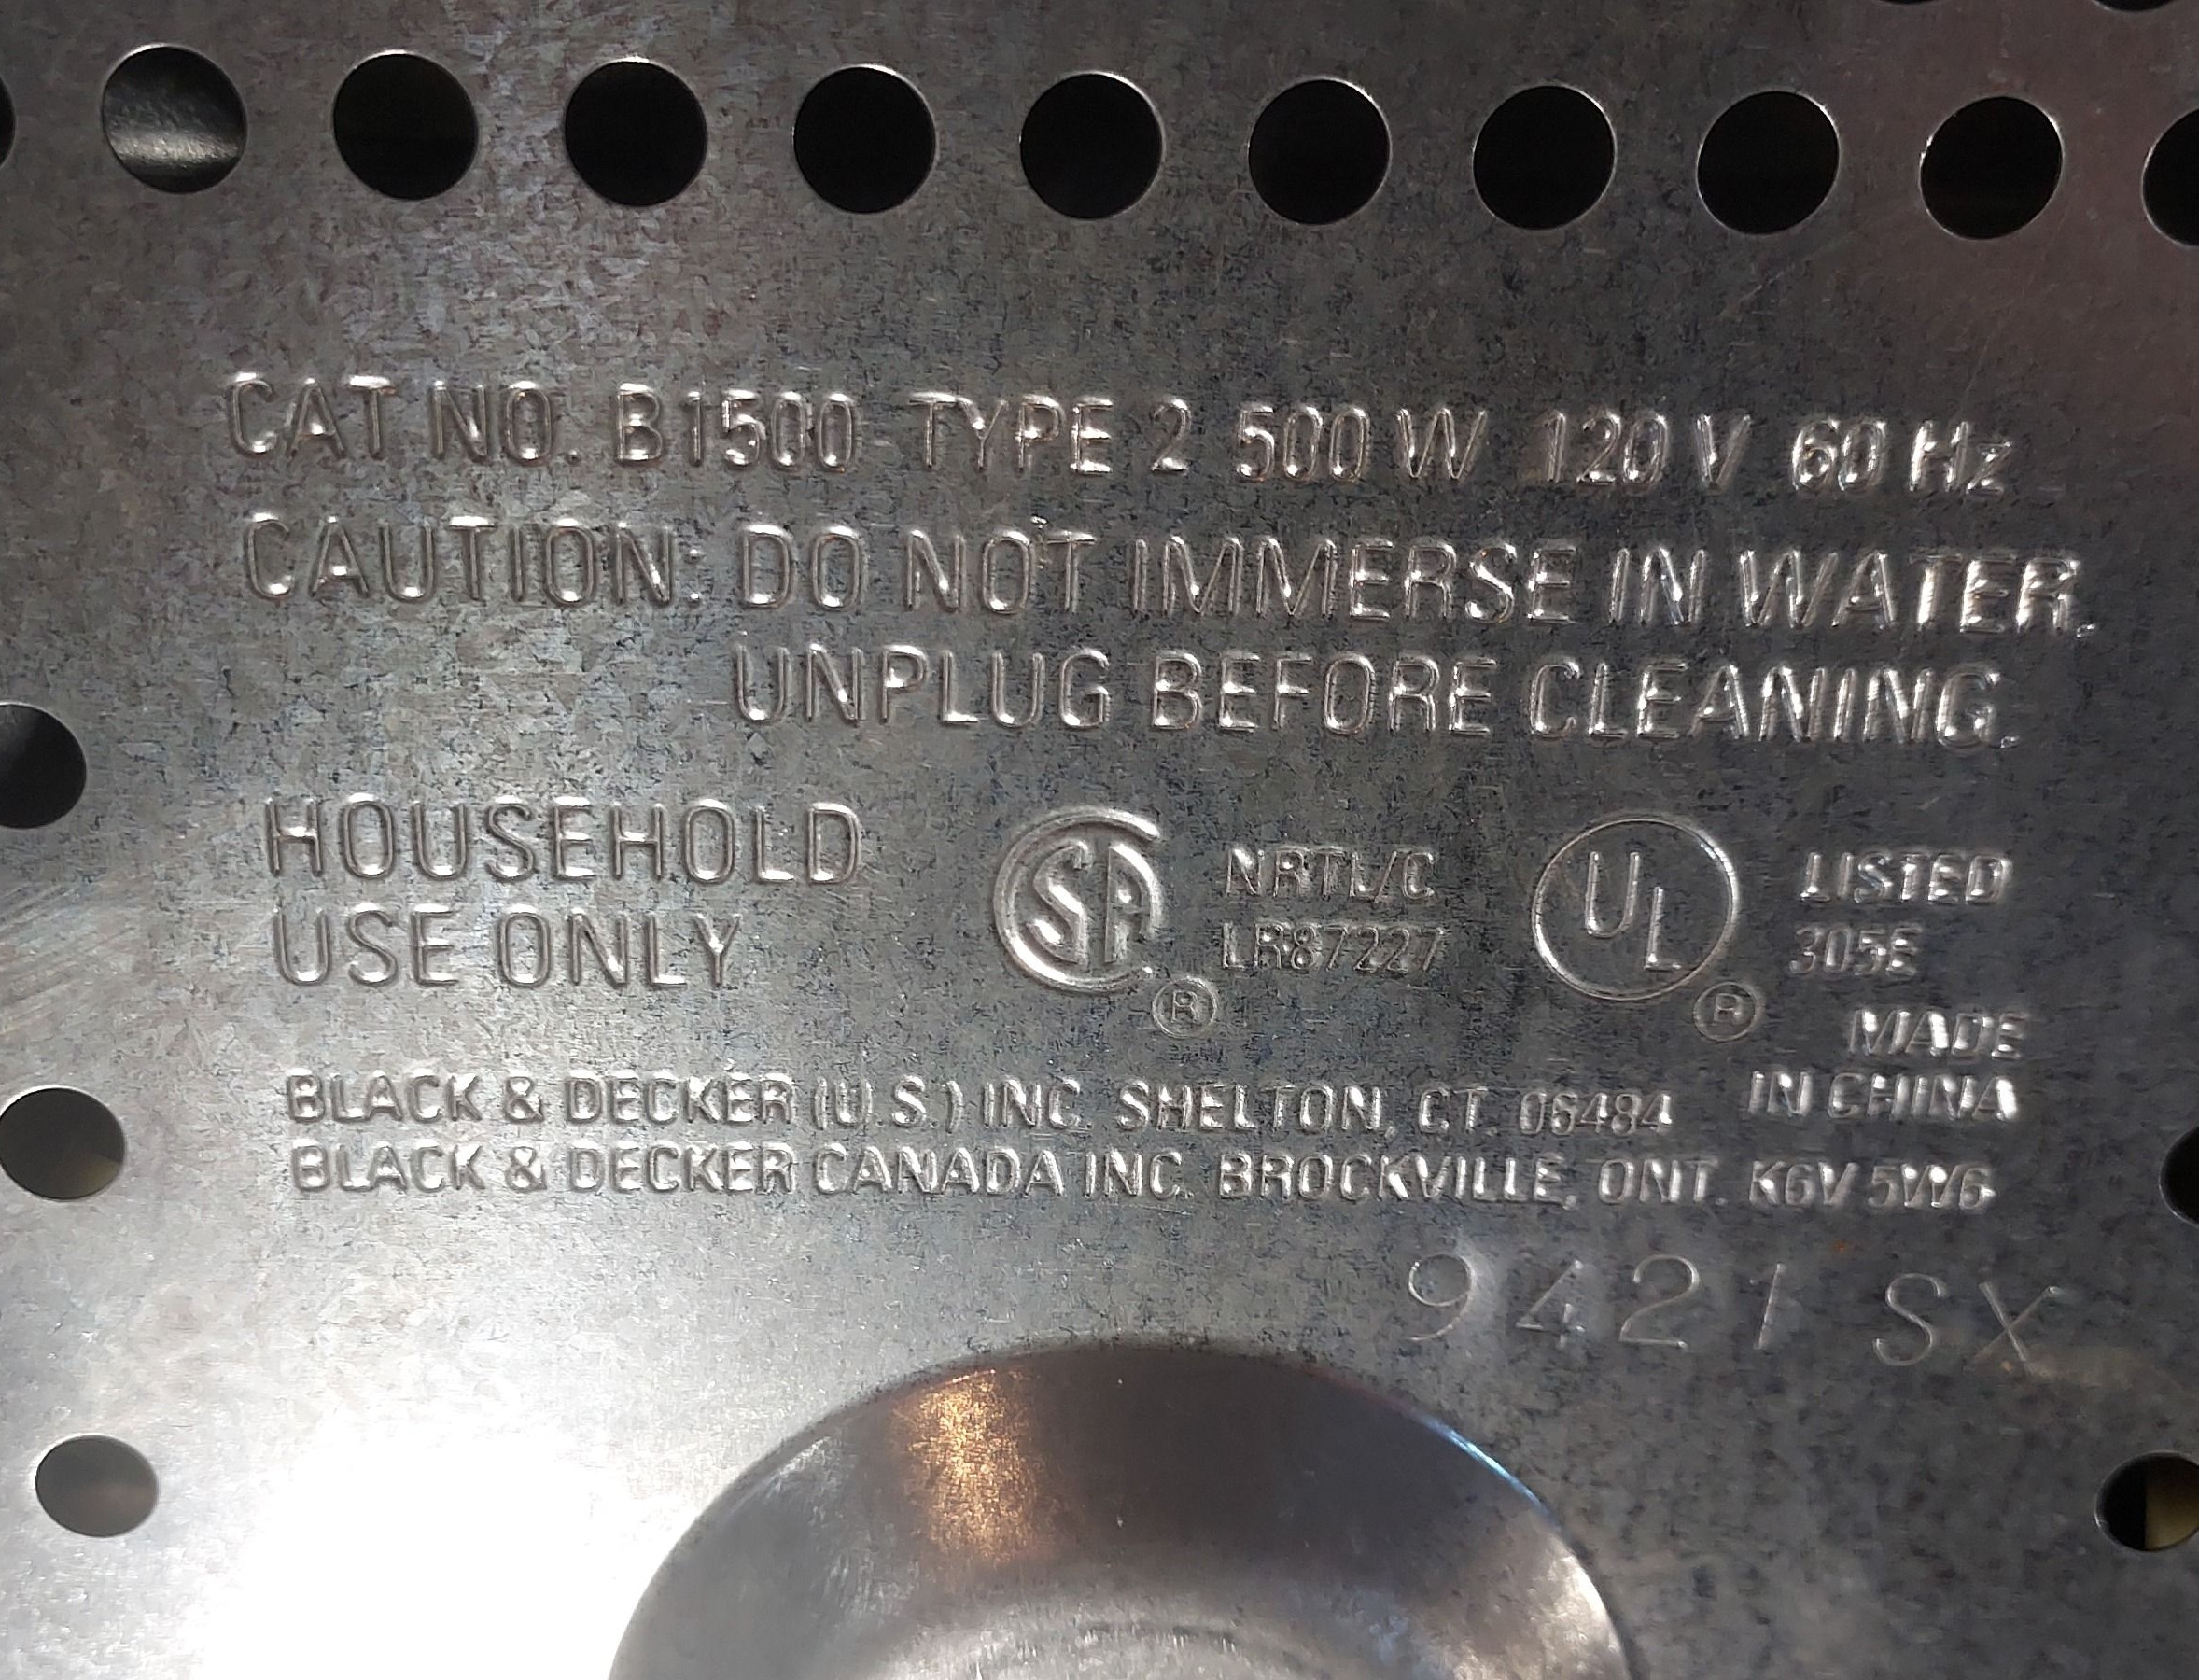 CAT NO. B1500 TYPE 2 500 W 120 V 60 Hz
CAUTION: DO NOT IMMERSE IN WATER.
UNPLUG BEFORE CLEANING.
HOUSEHOLD
USE ONLY
SA ®
NRTL/C
LR87227
UL ®
LISTED
305E
MADE
IN CHINA
BLACK & DECKER (U.S.) INC. SHELTON, CT. 06484
BLACK & DECKER CANADA INC. BROCKVILLE, ONT. K6V 5W6
9421 SX